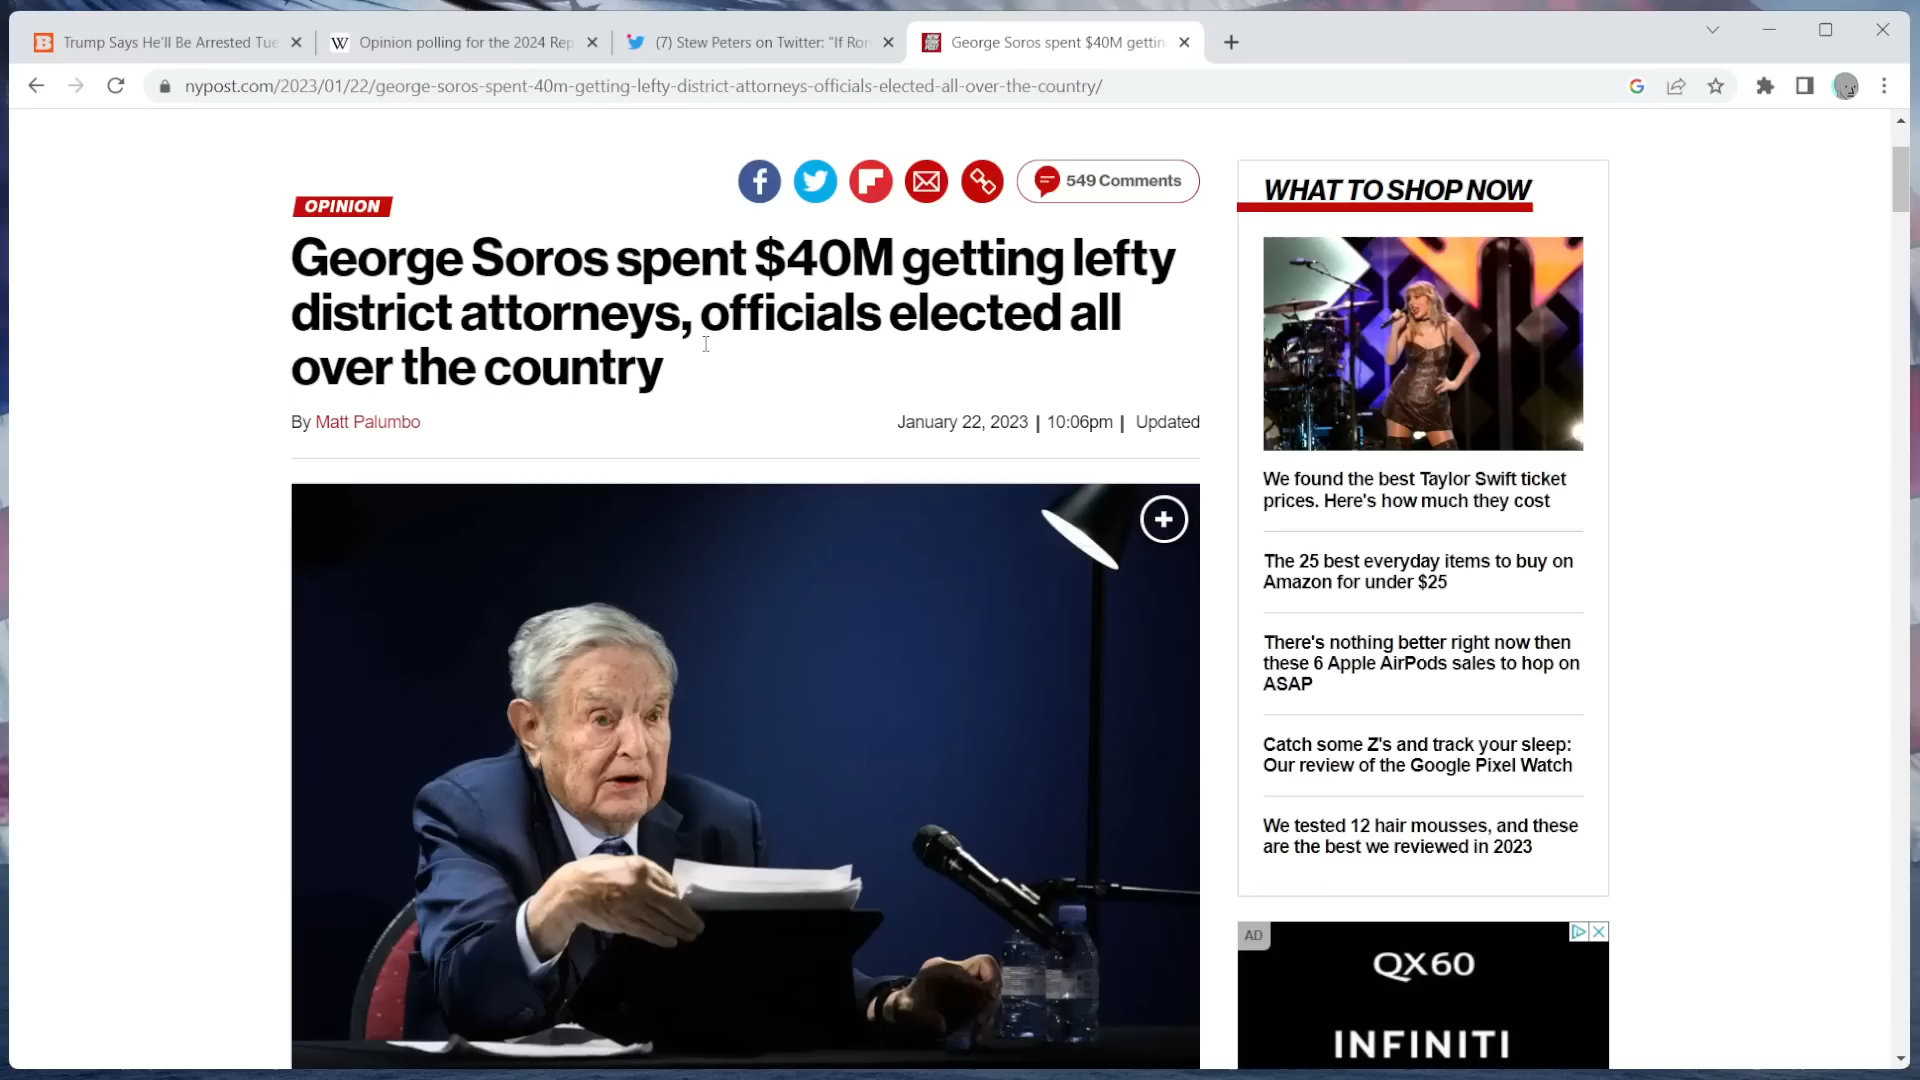 Trump Says He'll Be Arrested Tue
Opinion polling for the 2024 Rep
(7) Stew Peters on Twitter: "If Ron
George Soros spent $40M gettin
nypost.com/2023/01/22/george-soros-spent-40m-getting-lefty-district-attorneys-officials-elected-all-over-the-country/
549 Comments
OPINION
George Soros spent $40M getting lefty
district attorneys, officials elected all
over the country
By Matt Palumbo
January 22, 2023 | 10:06pm | Updated
WHAT TO SHOP NOW
We found the best Taylor Swift ticket
prices. Here's how much they cost
The 25 best everyday items to buy on
Amazon for under $25
There's nothing better right now then
these 6 Apple AirPods sales to hop on
ASAP
Catch some Z's and track your sleep:
Our review of the Google Pixel Watch
We tested 12 hair mousses, and these
are the best we reviewed in 2023
AD
QX60
INFINITI